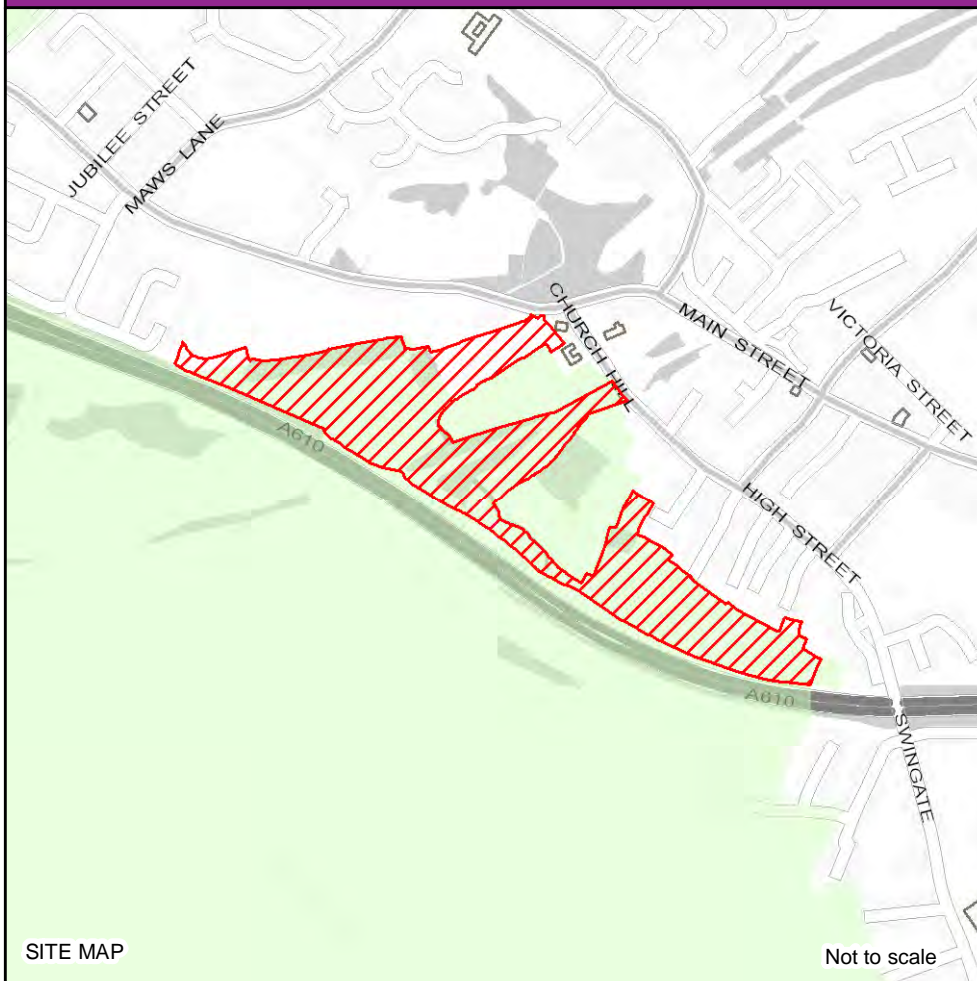 JUBILEE STREET
MAWS LANE
CHURCH HILL
MAIN STREET
VICTORIA STREET
A610
HIGH STREET
A610
SWINGATE
SITE MAP
Not to scale